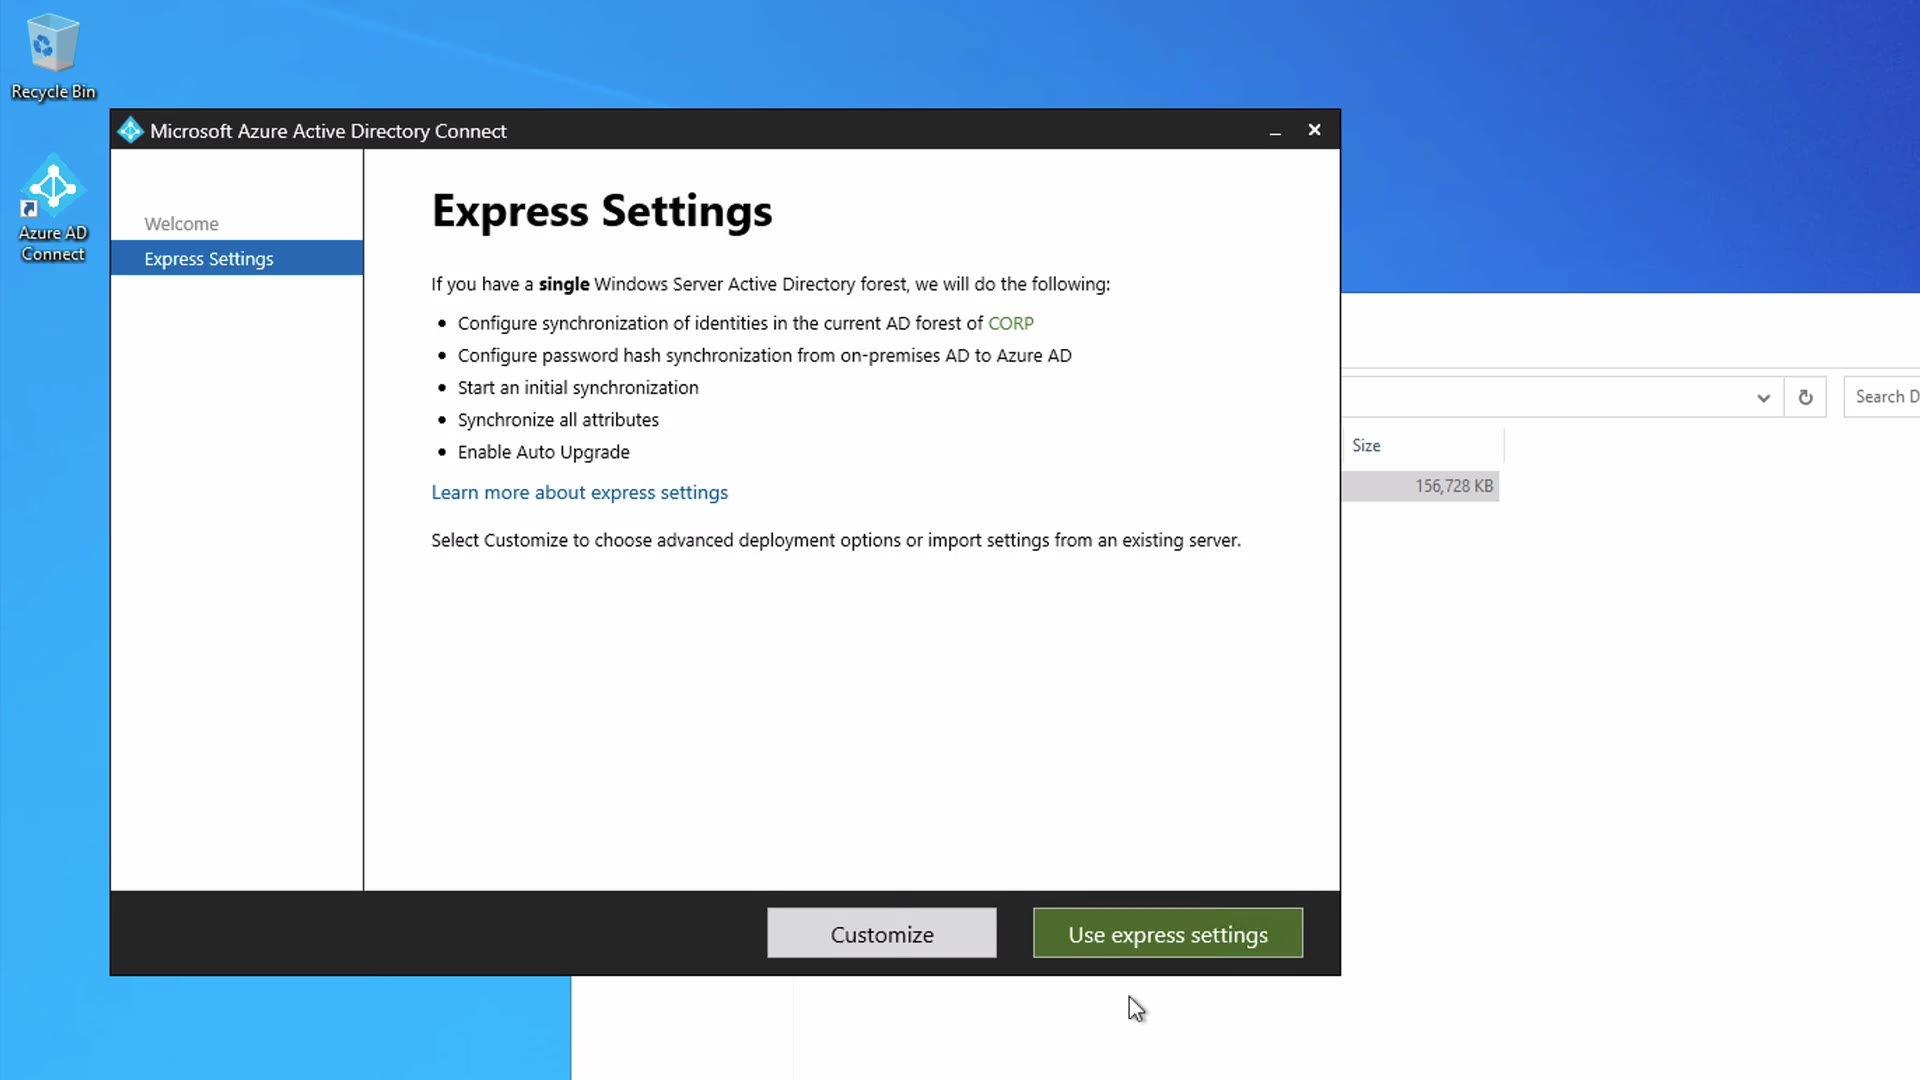 Recycle Bin
Azure AD
Connect
Microsoft Azure Active Directory Connect
Welcome
Express Settings
Express Settings
If you have a single Windows Server Active Directory forest, we will do the following:
• Configure synchronization of identities in the current AD forest of CORP
• Configure password hash synchronization from on-premises AD to Azure AD
• Start an initial synchronization
• Synchronize all attributes
• Enable Auto Upgrade
Learn more about express settings
Select Customize to choose advanced deployment options or import settings from an existing server.
Customize
Use express settings
Search D
Size
156,728 KB